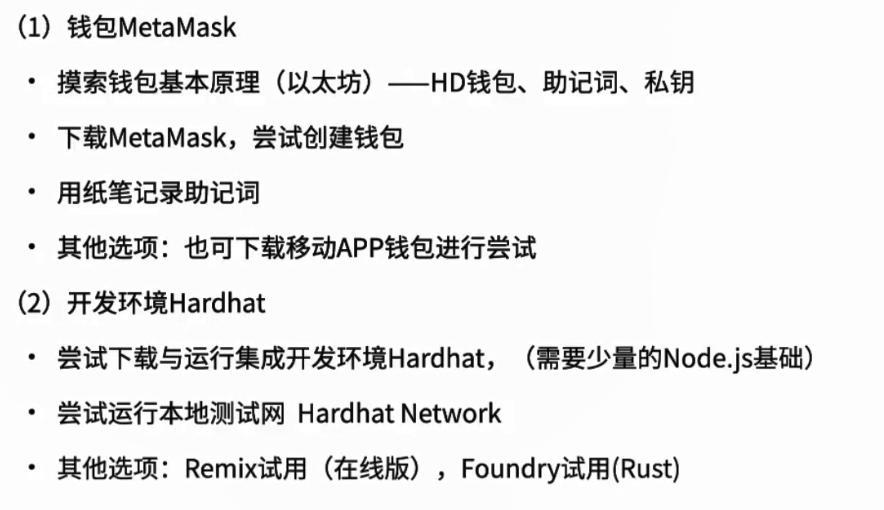 （1）钱包MetaMask
• 摸索钱包基本原理（以太坊）——HD钱包、助记词、私钥
• 下载MetaMask，尝试创建钱包
• 用纸笔记录助记词
• 其他选项：也可下载移动APP钱包进行尝试
（2）开发环境Hardhat
• 尝试下载与运行集成开发环境Hardhat，（需要少量的Node.js基础）
• 尝试运行本地测试网 Hardhat Network
• 其他选项：Remix试用（在线版），Foundry试用(Rust)